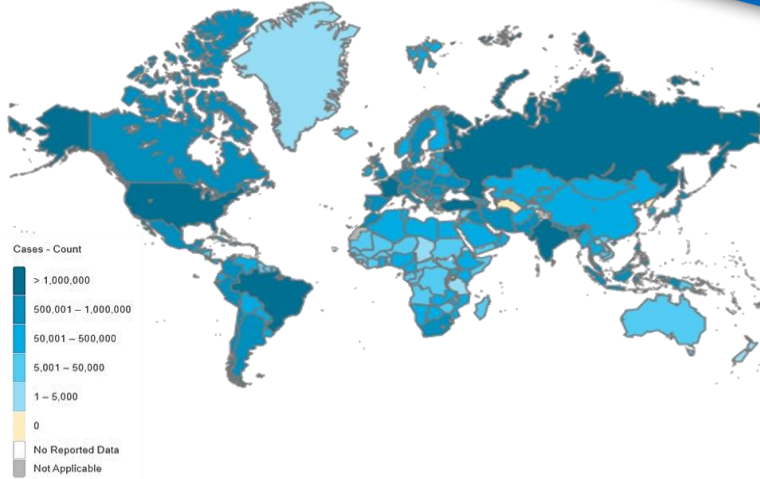 Cases - Count
> 1,000,000
500,001 – 1,000,000
50,001 – 500,000
5,001 – 50,000
1 – 5,000
0
No Reported Data
Not Applicable